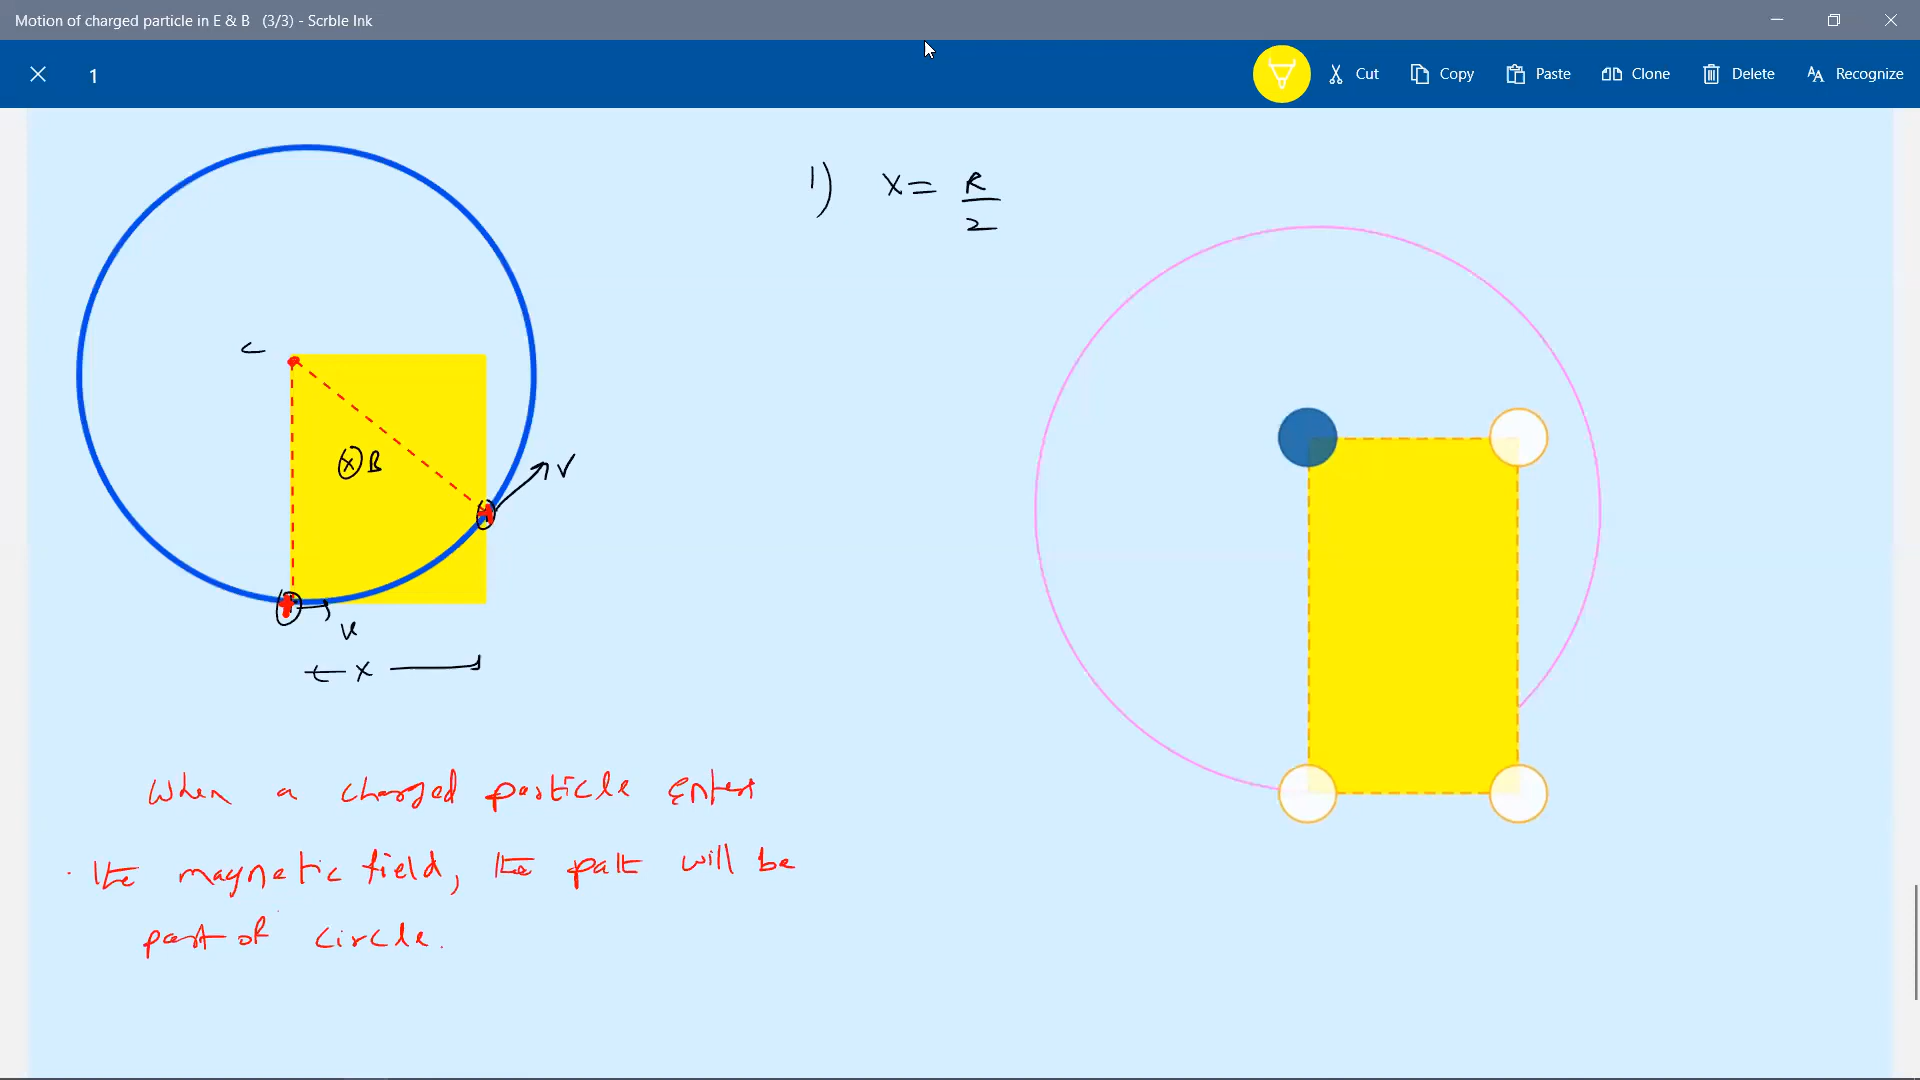 Motion of charged particle in E & B (3/3) - Scrble Ink
1
Cut
Copy
Paste
Clone
Delete
Recognize
1) x = R
2
C
B
V
x
When a charged particle enters
the magnetic field, the path will be
part of circle.